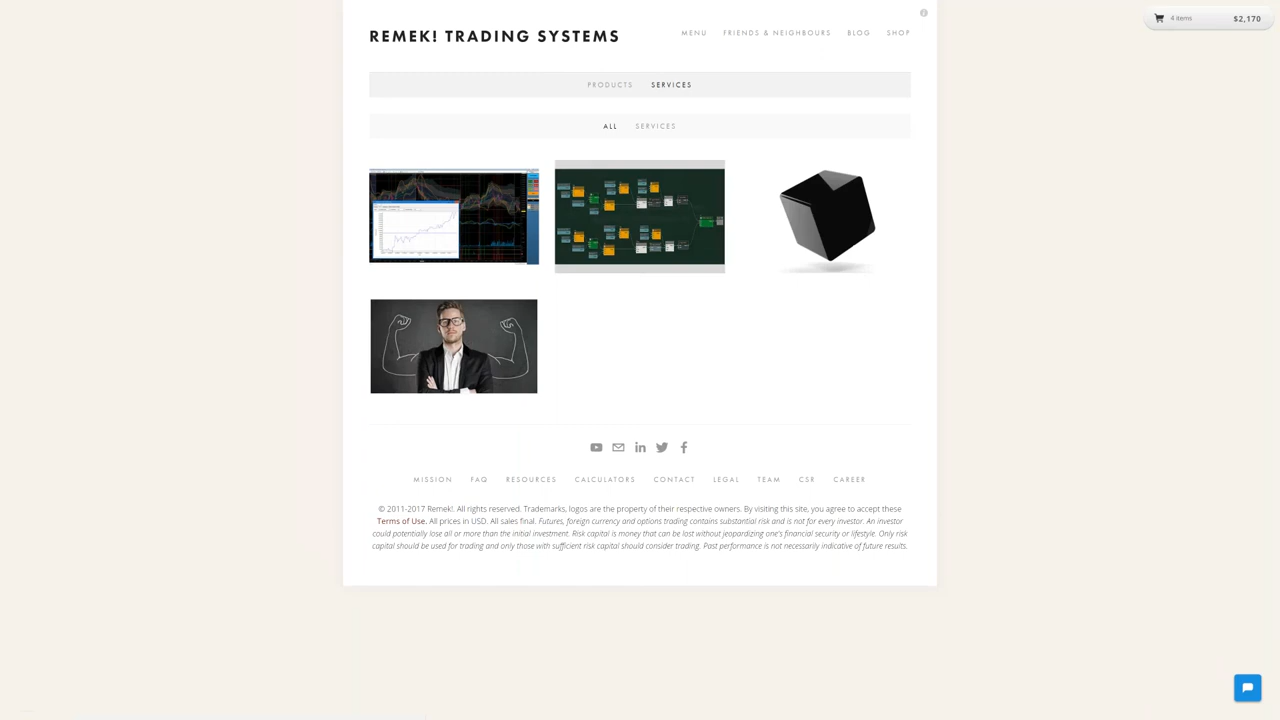 4 items
$2,170
REMEK! TRADING SYSTEMS
MENU
FRIENDS & NEIGHBOURS
BLOG
SHOP
PRODUCTS
SERVICES
ALL
SERVICES
MISSION
FAQ
RESOURCES
CALCULATORS
CONTACT
LEGAL
TEAM
CSR
CAREER
© 2011-2017 Remek!. All rights reserved. Trademarks, logos are the property of their respective owners. By visiting this site, you agree to accept these
Terms of Use. All prices in USD. All sales final. Futures, foreign currency and options trading contains substantial risk and is not for every investor. An investor
could potentially lose all or more than the initial investment. Risk capital is money that can be lost without jeopardizing one's financial security or lifestyle. Only risk
capital should be used for trading and only those with sufficient risk capital should consider trading. Past performance is not necessarily indicative of future results.